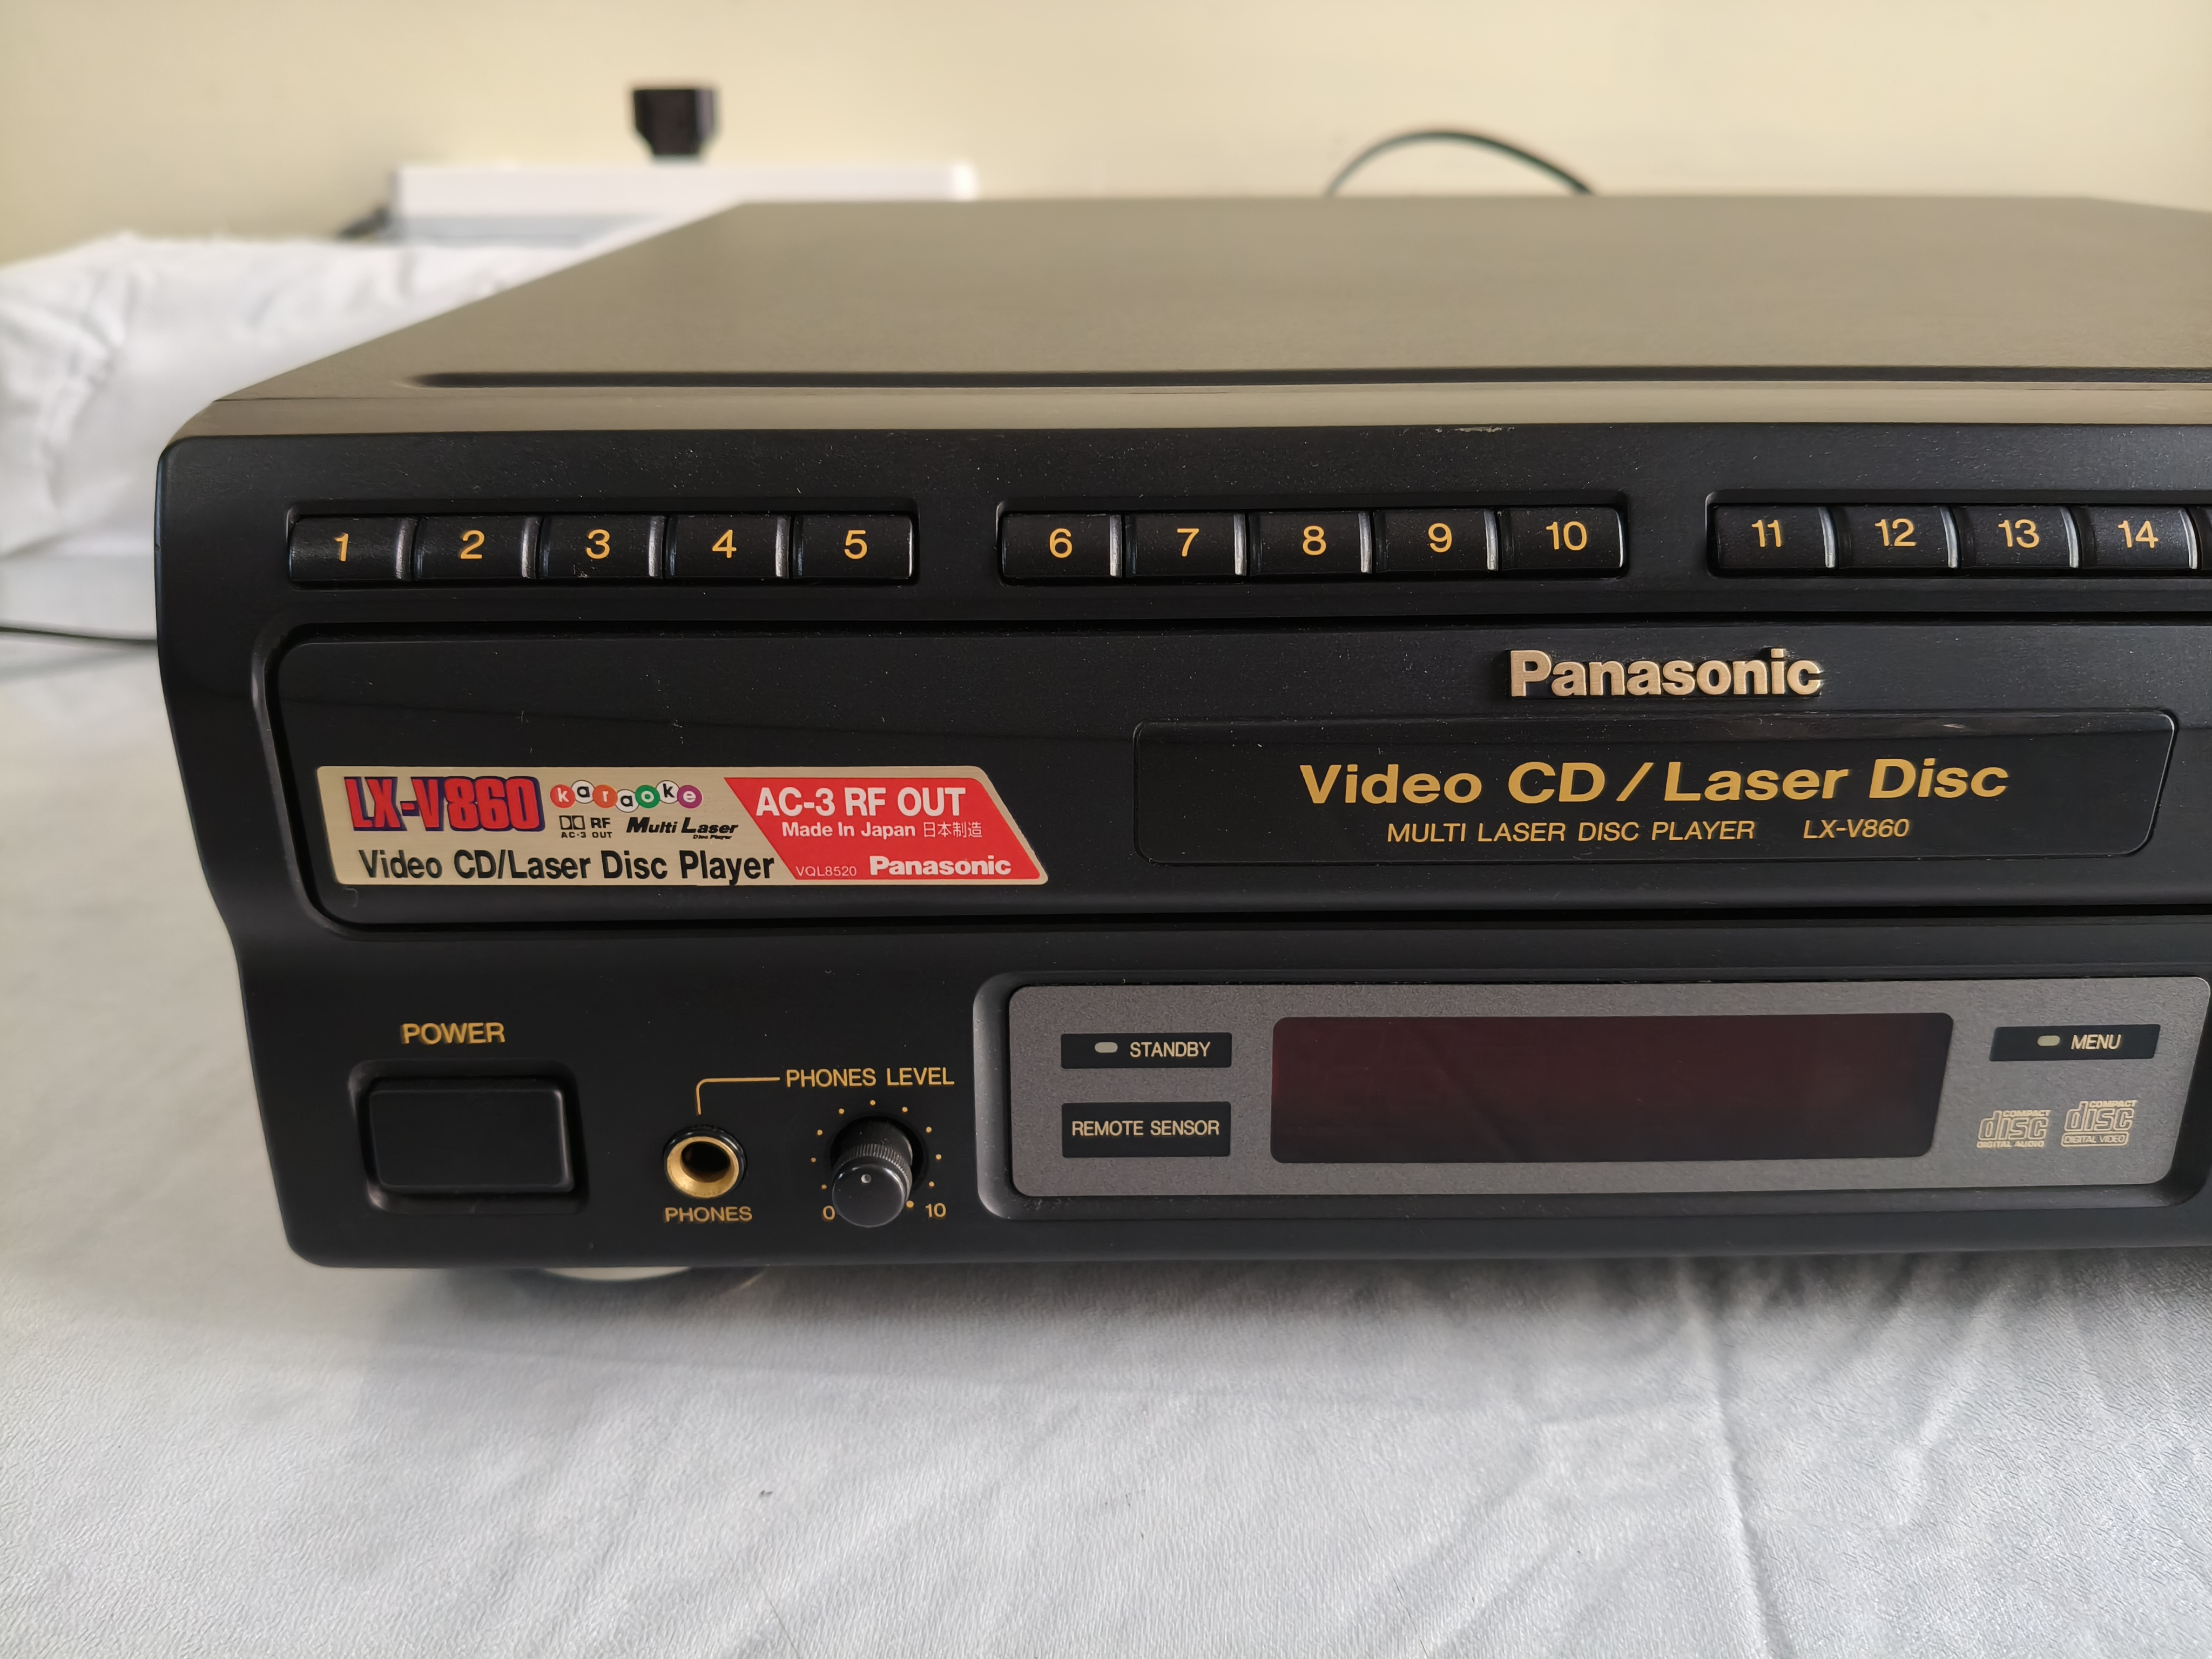 1 2 3 4 5 6 7 8 9 10 11 12 13 14
Panasonic
Video CD / Laser Disc
MULTI LASER DISC PLAYER LX-V860
LX-V860 karaoke AC-3 RF OUT
DD RF Multi Laser Made In Japan 日本制造
AC-3 OUT Disc Player
Video CD/Laser Disc Player VQL8520 Panasonic
POWER
PHONES LEVEL
PHONES
0 10
STANDBY
REMOTE SENSOR
MENU
COMPACT disc DIGITAL AUDIO
COMPACT disc DIGITAL VIDEO